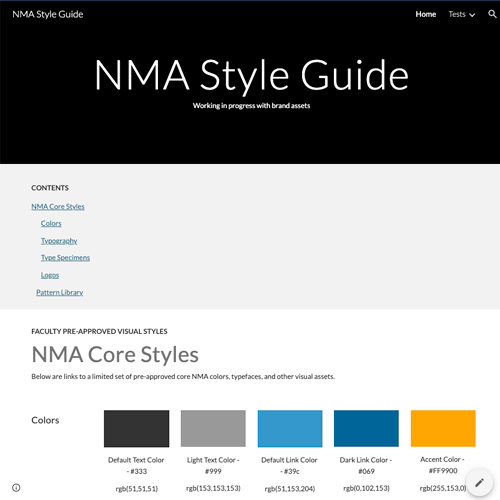 NMA Style Guide
Home
Tests
NMA Style Guide
Working in progress with brand assets
CONTENTS
NMA Core Styles
Colors
Typography
Type Specimens
Logos
Pattern Library
FACULTY PRE-APPROVED VISUAL STYLES
NMA Core Styles
Below are links to a limited set of pre-approved core NMA colors, typefaces, and other visual assets.
Colors
Default Text Color
- #333
rgb(51,51,51)
Light Text Color -
#999
rgb(153,153,153)
Default Link Color
- #39c
rgb(51,153,204)
Dark Link Color -
#069
rgb(0,102,153)
Accent Color -
#FF9900
rgb(255,153,0)